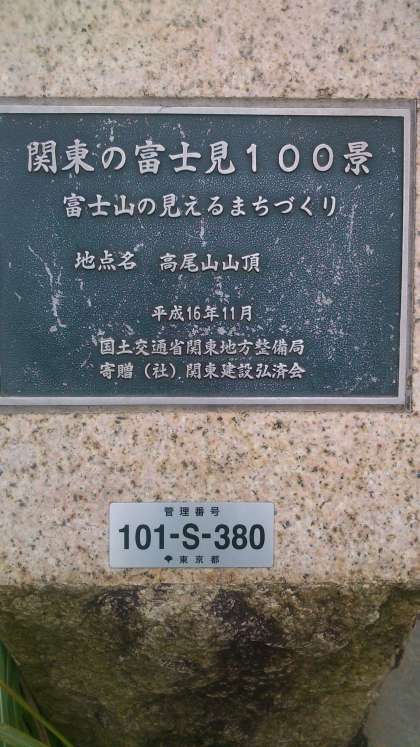 関東の富士見１００景
富士山の見えるまちづくり
地点名　高尾山山頂
平成16年11月
国土交通省関東地方整備局
寄贈（社）関東建設弘済会
管理番号
101-S-380
東京都